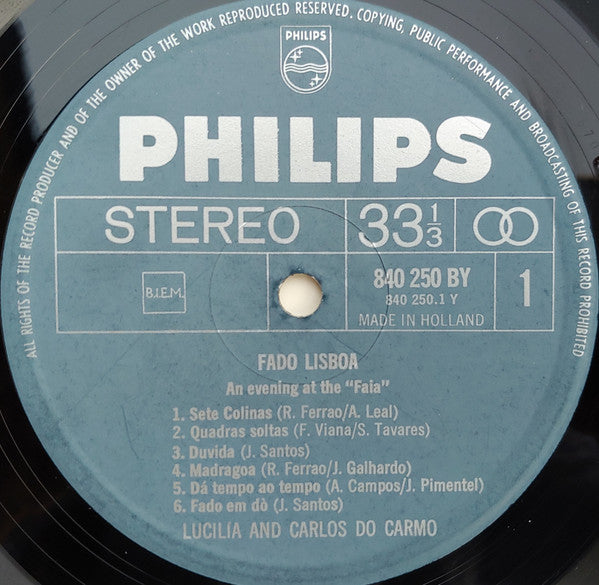 ALL RIGHTS OF THE RECORD PRODUCER AND OF THE OWNER OF THE WORK REPRODUCED RESERVED. COPYING, PUBLIC PERFORMANCE AND BROADCASTING OF THIS RECORD PROHIBITED
PHILIPS
PHILIPS
STEREO 33 1/3
B.I.E.M. 840 250 BY 1
840 250.1 Y
MADE IN HOLLAND
FADO LISBOA
An evening at the "Faia"
1. Sete Colinas (R. Ferrao/A. Leal)
2. Quadras soltas (F. Viana/S. Tavares)
3. Duvida (J. Santos)
4. Madragoa (R. Ferrao/J. Galhardo)
5. Dá tempo ao tempo (A. Campos/J. Pimentel)
6. Fado em dò (J. Santos)
LUCILIA AND CARLOS DO CARMO